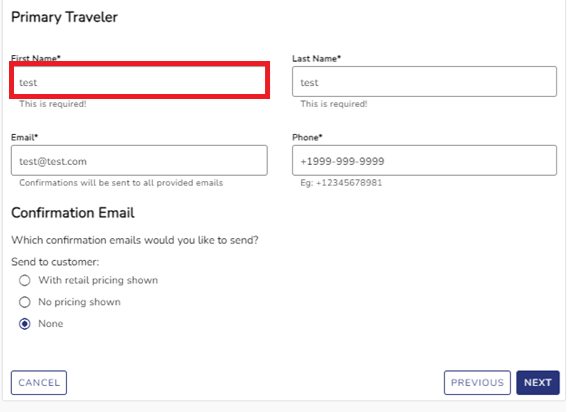 Primary Traveler
First Name* Last Name*
test test
This is required! This is required!
Email* Phone*
test@test.com +1999-999-9999
Confirmations will be sent to all provided emails Eg: +12345678981
Confirmation Email
Which confirmation emails would you like to send?
Send to customer:
With retail pricing shown
No pricing shown
None
CANCEL PREVIOUS NEXT